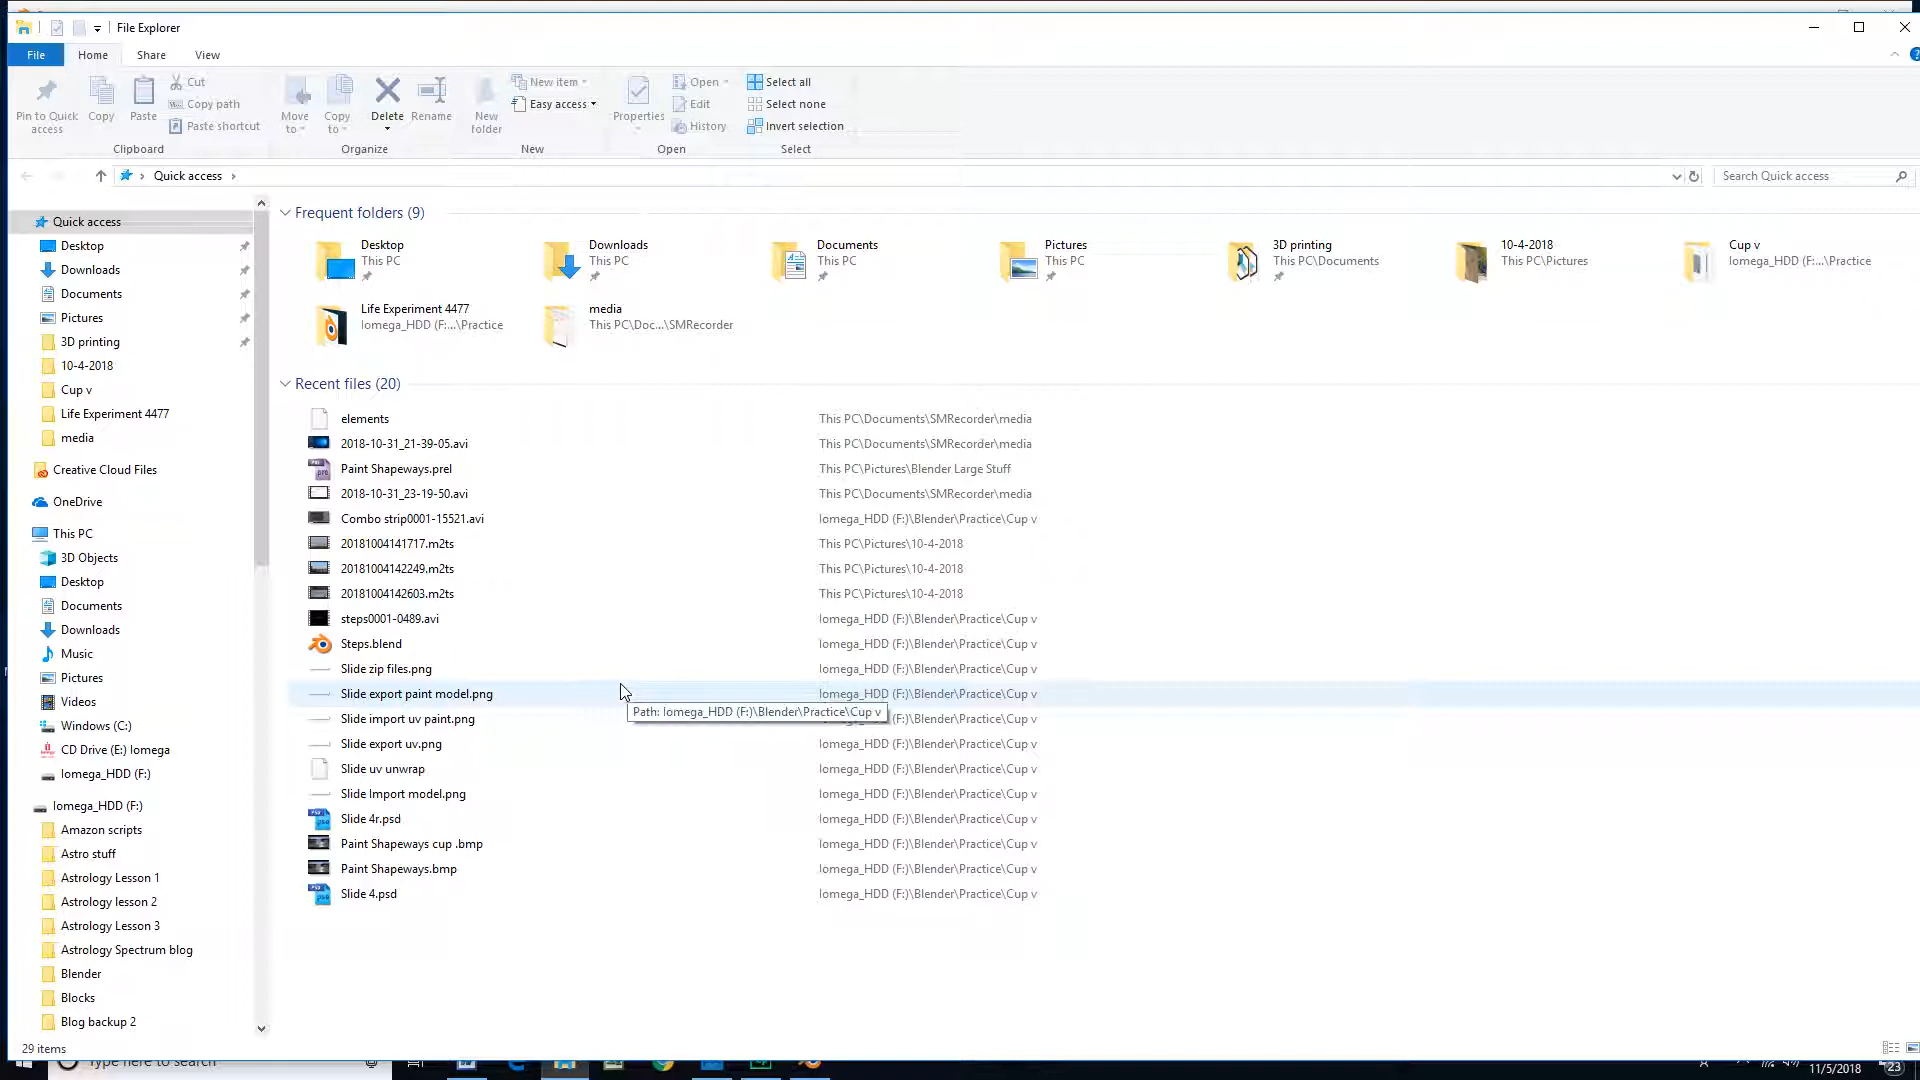 File Explorer
File Home Share View
Pin to Quick access
Copy
Paste
Cut
Copy path
Paste shortcut
Move to
Copy to
Delete
Rename
New folder
New item
Easy access
Properties
Open
Edit
History
Select all
Select none
Invert selection
Clipboard Organize New Open Select
Quick access
Search Quick access
Quick access
Desktop
Downloads
Documents
Pictures
3D printing
10-4-2018
Cup v
Life Experiment 4477
media
Creative Cloud Files
OneDrive
This PC
3D Objects
Desktop
Documents
Downloads
Music
Pictures
Videos
Windows (C:)
CD Drive (E:) Iomega
Iomega_HDD (F:)
Iomega_HDD (F:)
Amazon scripts
Astro stuff
Astrology Lesson 1
Astrology lesson 2
Astrology Lesson 3
Astrology Spectrum blog
Blender
Blocks
Blog backup 2
Frequent folders (9)
Desktop
This PC
Downloads
This PC
Documents
This PC
Pictures
This PC
3D printing
This PC\Documents
10-4-2018
This PC\Pictures
Cup v
Iomega_HDD (F:...\Practice
Life Experiment 4477
Iomega_HDD (F:...\Practice
media
This PC\Doc...\SMRecorder
Recent files (20)
elements This PC\Documents\SMRecorder\media
2018-10-31_21-39-05.avi This PC\Documents\SMRecorder\media
Paint Shapeways.prel This PC\Pictures\Blender Large Stuff
2018-10-31_23-19-50.avi This PC\Documents\SMRecorder\media
Combo strip0001-15521.avi Iomega_HDD (F:)\Blender\Practice\Cup v
20181004141717.m2ts This PC\Pictures\10-4-2018
20181004142249.m2ts This PC\Pictures\10-4-2018
20181004142603.m2ts This PC\Pictures\10-4-2018
steps0001-0489.avi Iomega_HDD (F:)\Blender\Practice\Cup v
Steps.blend Iomega_HDD (F:)\Blender\Practice\Cup v
Slide zip files.png Iomega_HDD (F:)\Blender\Practice\Cup v
Slide export paint model.png Iomega_HDD (F:)\Blender\Practice\Cup v
Path: Iomega_HDD (F:)\Blender\Practice\Cup v
Slide import uv paint.png Iomega_HDD (F:)\Blender\Practice\Cup v
Slide export uv.png Iomega_HDD (F:)\Blender\Practice\Cup v
Slide uv unwrap Iomega_HDD (F:)\Blender\Practice\Cup v
Slide Import model.png Iomega_HDD (F:)\Blender\Practice\Cup v
Slide 4r.psd Iomega_HDD (F:)\Blender\Practice\Cup v
Paint Shapeways cup .bmp Iomega_HDD (F:)\Blender\Practice\Cup v
Paint Shapeways.bmp Iomega_HDD (F:)\Blender\Practice\Cup v
Slide 4.psd Iomega_HDD (F:)\Blender\Practice\Cup v
29 items
Type here to search
11/5/2018
23